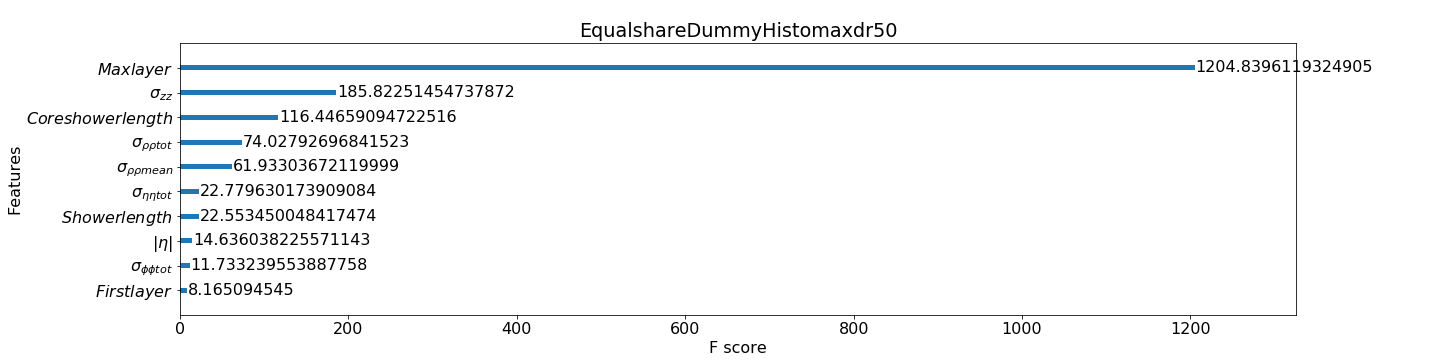 EqualshareDummyHistomaxdr50
Features
Maxlayer 1204.8396119324905
σzz 185.82251454737872
Coreshowerlength 116.44659094722516
σρρtot 74.02792696841523
σρρmean 61.93303672119999
σηηtot 22.779630173909084
Showerlength 22.553450048417474
|η| 14.636038225571143
σϕϕtot 11.733239553887758
Firstlayer 8.165094545
0 200 400 600 800 1000 1200
F score